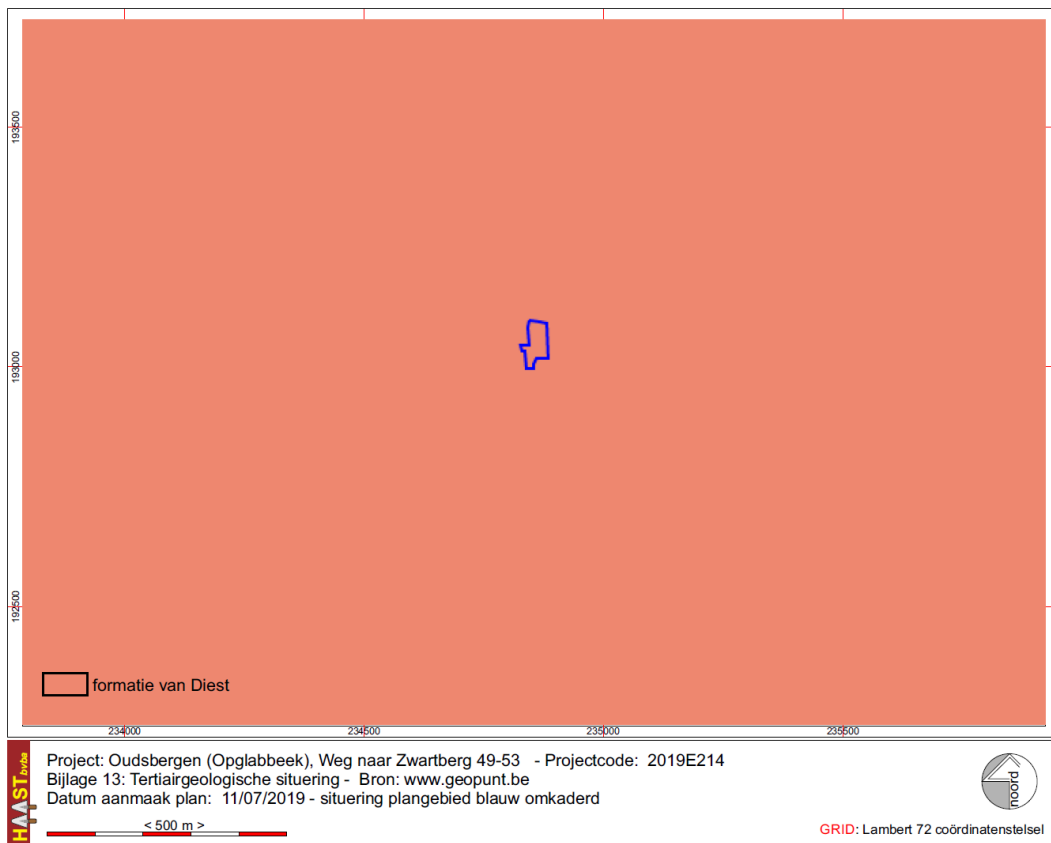 193500
193000
192500
formatie van Diest
234000
234500
235000
235500
HAAST bvba
Project: Oudsbergen (Opglabbeek), Weg naar Zwartberg 49-53 - Projectcode: 2019E214
Bijlage 13: Tertiairgeologische situering - Bron: www.geopunt.be
Datum aanmaak plan: 11/07/2019 - situering plangebied blauw omkaderd
< 500 m >
noord
GRID: Lambert 72 coördinatenstelsel